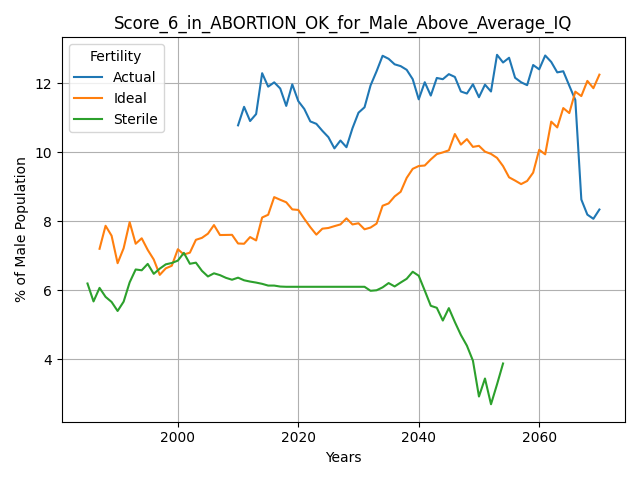 Score_6_in_ABORTION_OK_for_Male_Above_Average_IQ
Fertility
Actual
Ideal
Sterile
% of Male Population
12
10
8
6
4
2000 2020 2040 2060
Years